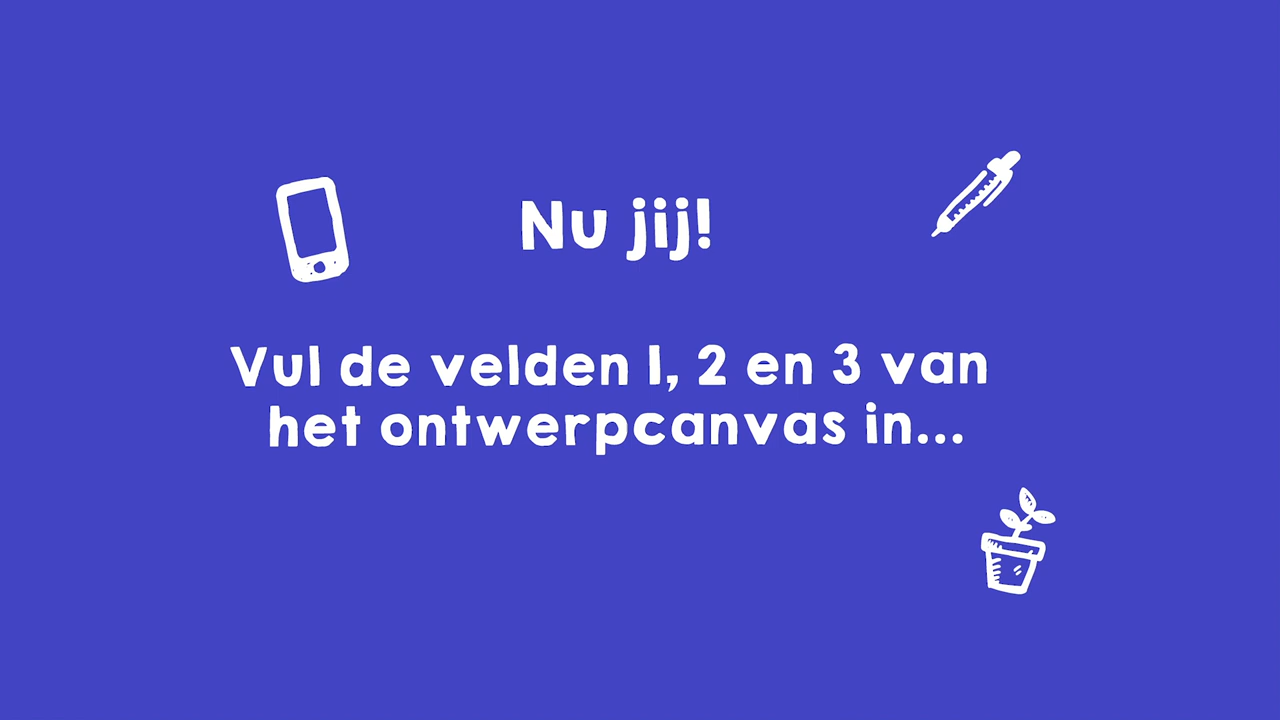 Nu jij!
Vul de velden 1, 2 en 3 van
het ontwerpcanvas in...